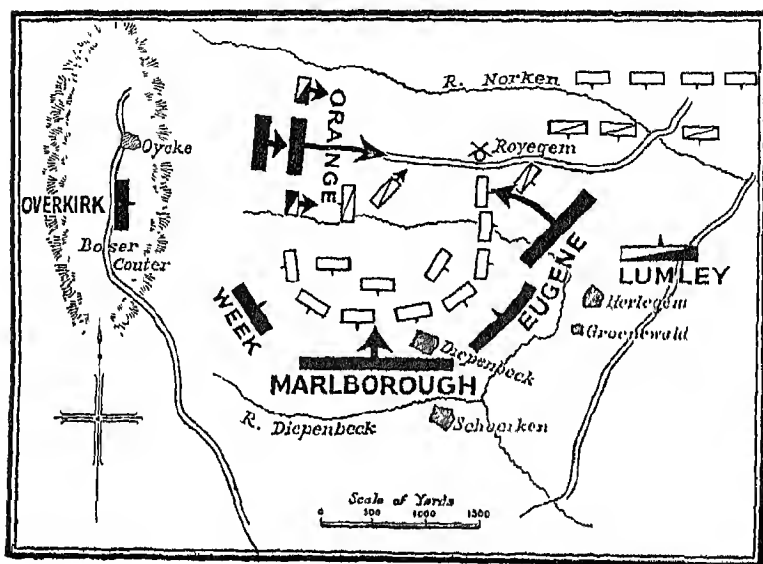 R. Norken
ORANGE
Oycke
Royegem
OVERKIRK
Boser
Couter
LUMLEY
EUGENE
WEEK
Herlegem
Groenewald
Diepenbeck
MARLBOROUGH
R. Diepenbeck
Schaerken
Scale of Yards
0 500 1000 1500